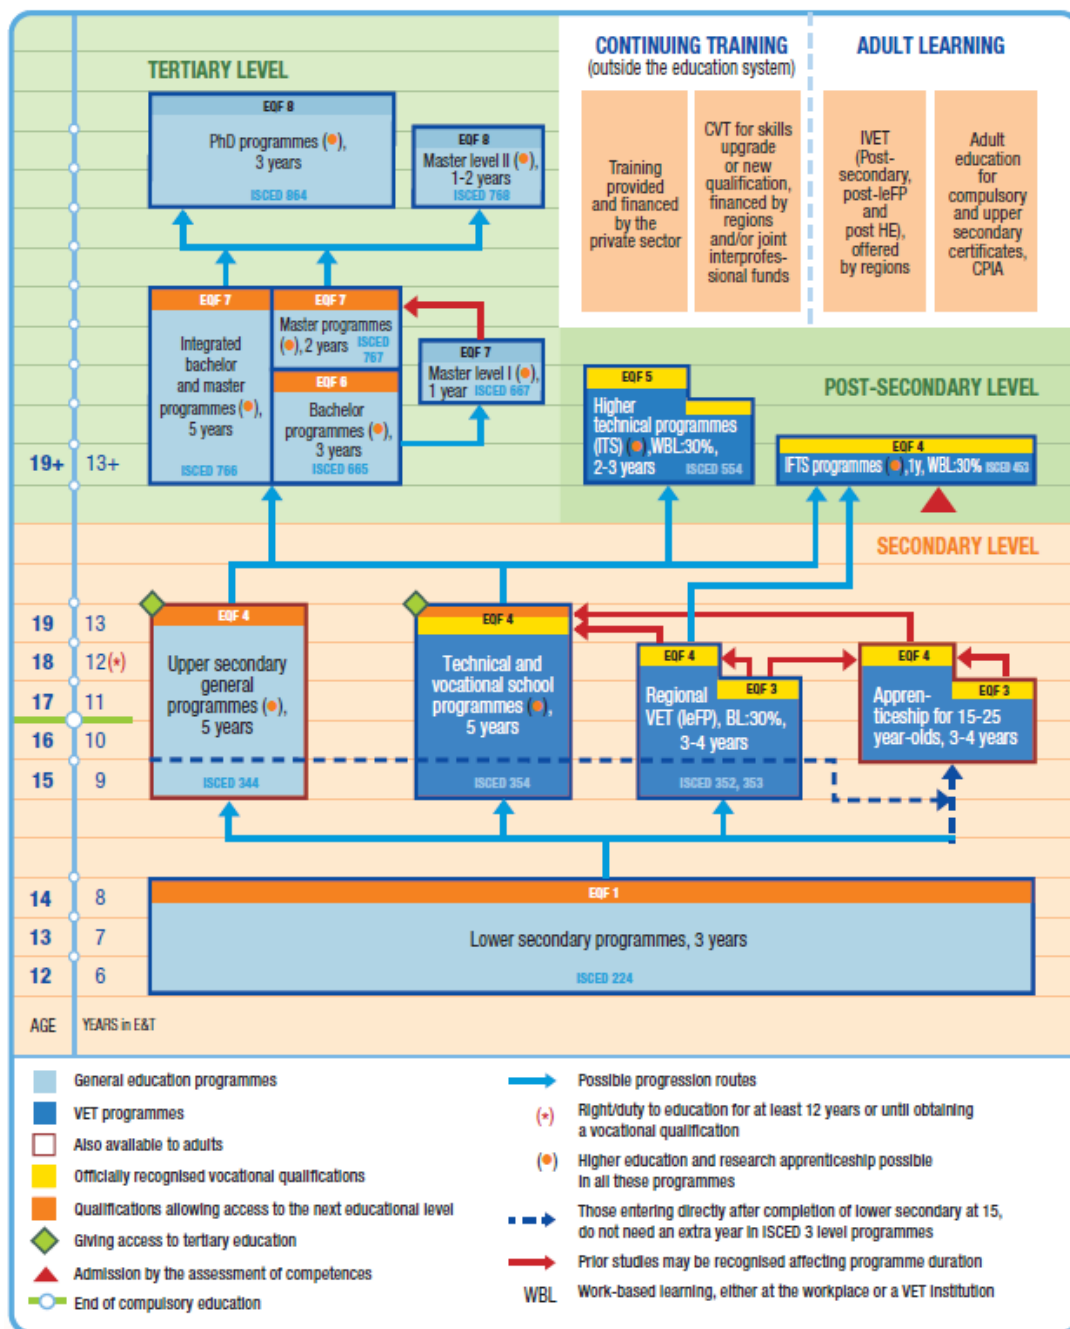 TERTIARY LEVEL
EQF 8
PhD programmes (●),
3 years
ISCED 864
EQF 8
Master level II (●),
1-2 years
ISCED 768
EQF 7
Integrated
bachelor
and master
programmes (●),
5 years
ISCED 766
EQF 7
Master programmes
(●), 2 years ISCED
767
EQF 6
Bachelor
programmes (●),
3 years
ISCED 665
EQF 7
Master level I (●),
1 year ISCED 667
CONTINUING TRAINING
(outside the education system)
Training
provided
and financed
by the
private sector
CVT for skills
upgrade
or new
qualification,
financed by
regions
and/or joint
interprofes-
sional funds
ADULT LEARNING
IVET
(Post-
secondary,
post-IeFP
and
post HE),
offered
by regions
Adult
education
for
compulsory
and upper
secondary
certificates,
CPIA
POST-SECONDARY LEVEL
EQF 5
Higher
technical programmes
(ITS) (●),WBL:30%,
2-3 years ISCED 554
EQF 4
IFTS programmes (●),1y, WBL:30% ISCED 453
19+ 13+
SECONDARY LEVEL
19 13
18 12(*)
17 11
16 10
15 9
EQF 4
Upper secondary
general
programmes (●),
5 years
ISCED 344
EQF 4
Technical and
vocational school
programmes (●),
5 years
ISCED 354
EQF 4
EQF 3
Regional
VET (IeFP), BL:30%,
3-4 years
ISCED 352, 353
EQF 4
EQF 3
Appren-
ticeship for 15-25
year-olds, 3-4 years
14 8
13 7
12 6
EQF 1
Lower secondary programmes, 3 years
ISCED 224
AGE YEARS in E&T
General education programmes
VET programmes
Also available to adults
Officially recognised vocational qualifications
Qualifications allowing access to the next educational level
Giving access to tertiary education
Admission by the assessment of competences
End of compulsory education
Possible progression routes
(*) Right/duty to education for at least 12 years or until obtaining
a vocational qualification
(●) Higher education and research apprenticeship possible
in all these programmes
Those entering directly after completion of lower secondary at 15,
do not need an extra year in ISCED 3 level programmes
Prior studies may be recognised affecting programme duration
WBL Work-based learning, either at the workplace or a VET institution